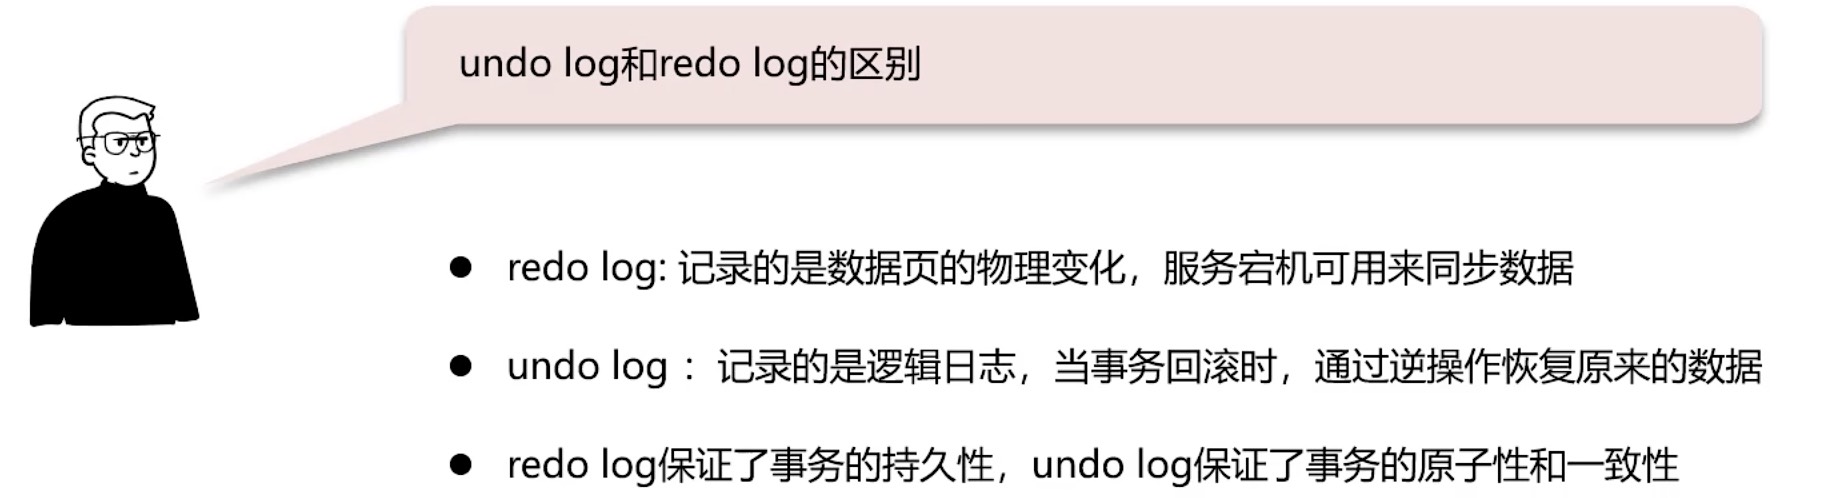 undo log和redo log的区别
redo log: 记录的是数据页的物理变化，服务宕机可用来同步数据
undo log ：记录的是逻辑日志，当事务回滚时，通过逆操作恢复原来的数据
redo log保证了事务的持久性，undo log保证了事务的原子性和一致性